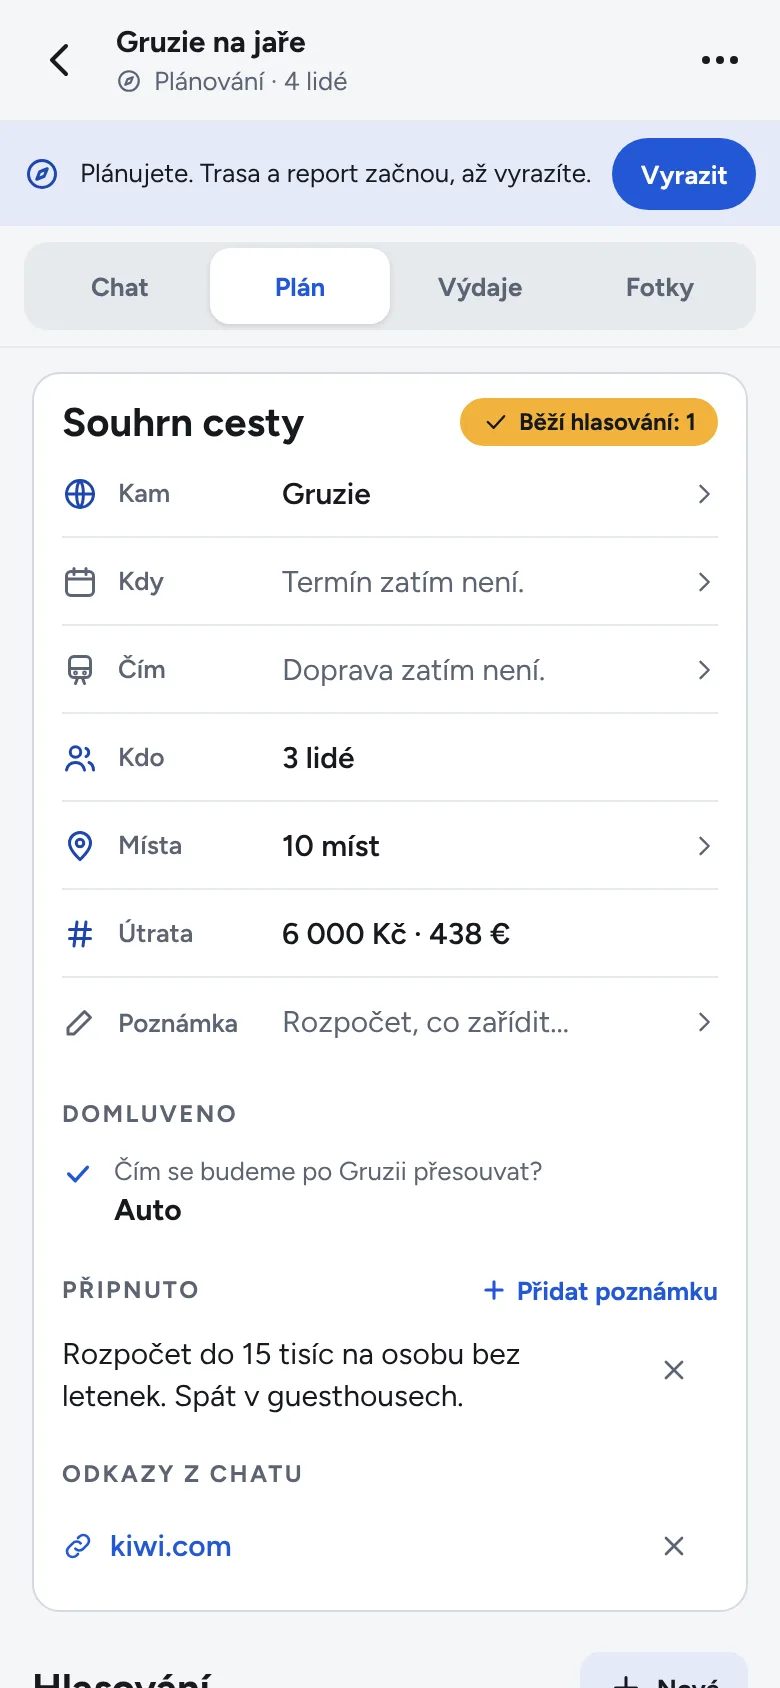 Gruzie na jaře
Plánování · 4 lidé
Plánujete. Trasa a report začnou, až vyrazíte.
Vyrazit
Chat
Plán
Výdaje
Fotky
Souhrn cesty
Běží hlasování: 1
Kam
Gruzie
Kdy
Termín zatím není.
Čím
Doprava zatím není.
Kdo
3 lidé
Místa
10 míst
Útrata
6 000 Kč · 438 €
Poznámka
Rozpočet, co zařídit...
DOMLUVENO
Čím se budeme po Gruzii přesouvat?
Auto
PŘIPNUTO
+ Přidat poznámku
Rozpočet do 15 tisíc na osobu bez
letenek. Spát v guesthousech.
ODKAZY Z CHATU
kiwi.com
Hlasování
+ Nové